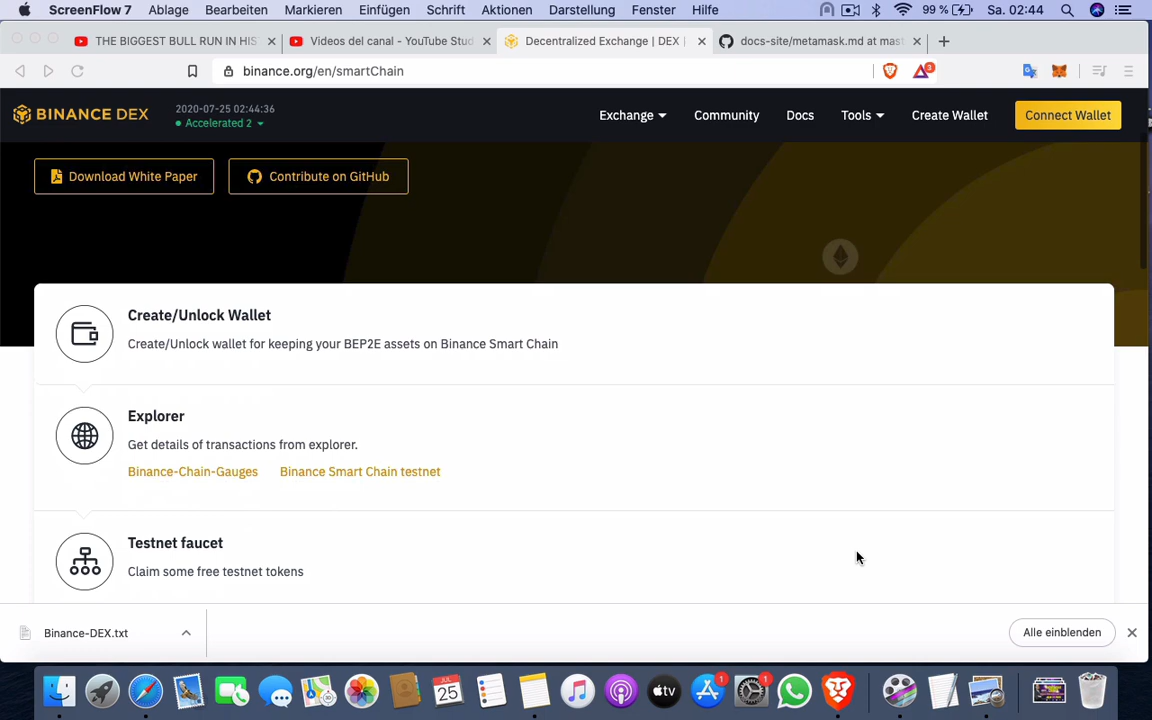 ScreenFlow 7 Ablage Bearbeiten Markieren Einfügen Schrift Aktionen Darstellung Fenster Hilfe 99 % Sa. 02:44
THE BIGGEST BULL RUN IN HIS Videos del canal - YouTube Stud Decentralized Exchange | DEX | docs-site/metamask.md at mast
binance.org/en/smartChain 3
BINANCE DEX
2020-07-25 02:44:36
Accelerated 2
Exchange Community Docs Tools Create Wallet Connect Wallet
Download White Paper Contribute on GitHub
Create/Unlock Wallet
Create/Unlock wallet for keeping your BEP2E assets on Binance Smart Chain
Explorer
Get details of transactions from explorer.
Binance-Chain-Gauges Binance Smart Chain testnet
Testnet faucet
Claim some free testnet tokens
Binance-DEX.txt Alle einblenden
JUL
25 tv 1 1